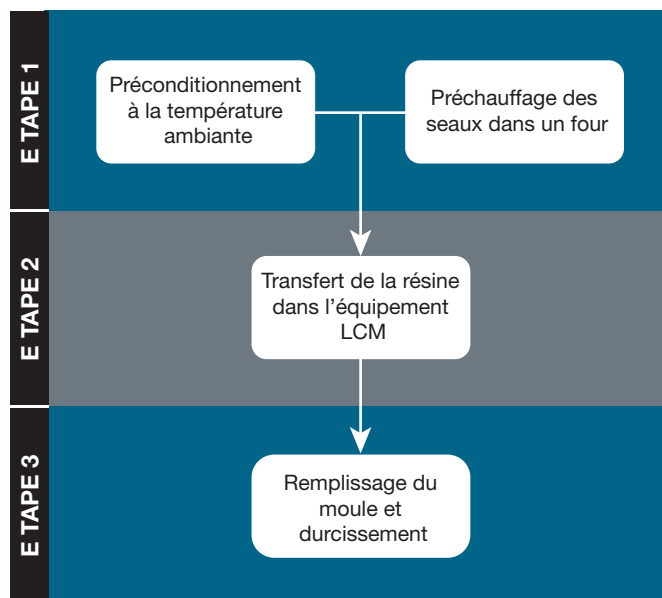 E TAPE 1
Préconditionnement
à la température
ambiante
Préchauffage des
seaux dans un four
E TAPE 2
Transfert de la résine
dans l’équipement
LCM
E TAPE 3
Remplissage du
moule et
durcissement